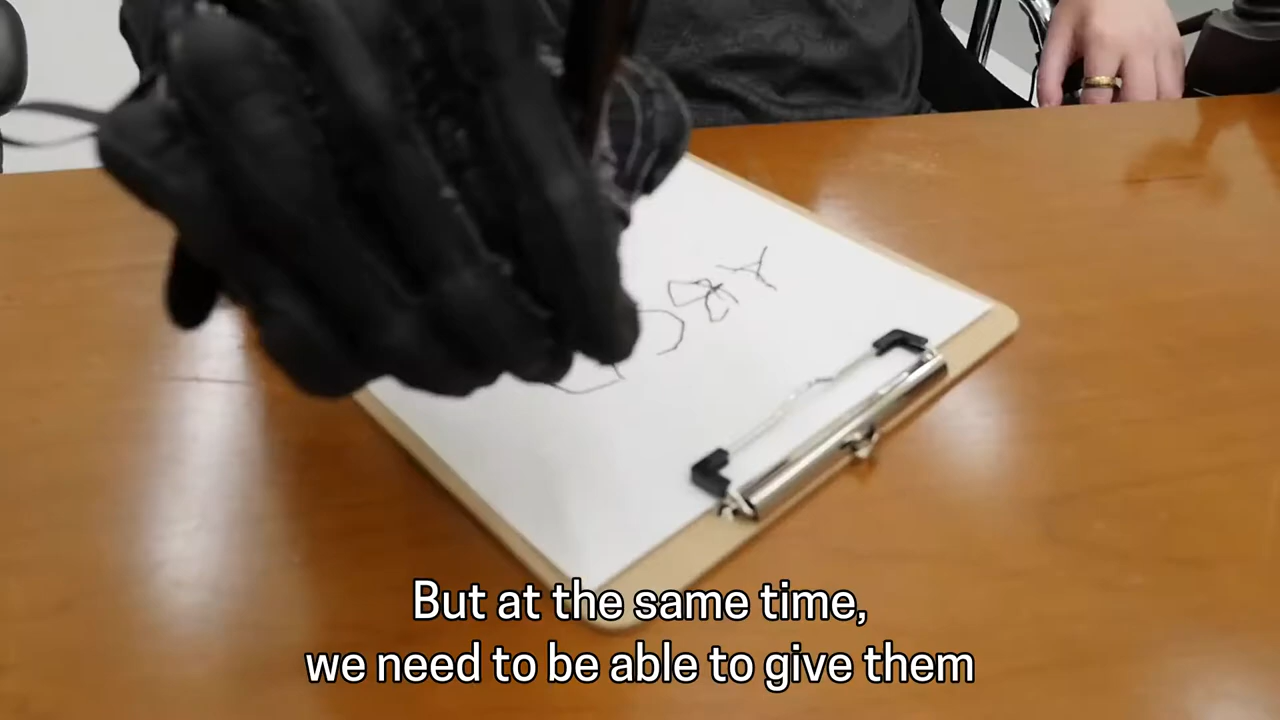 A B C
But at the same time,
we need to be able to give them